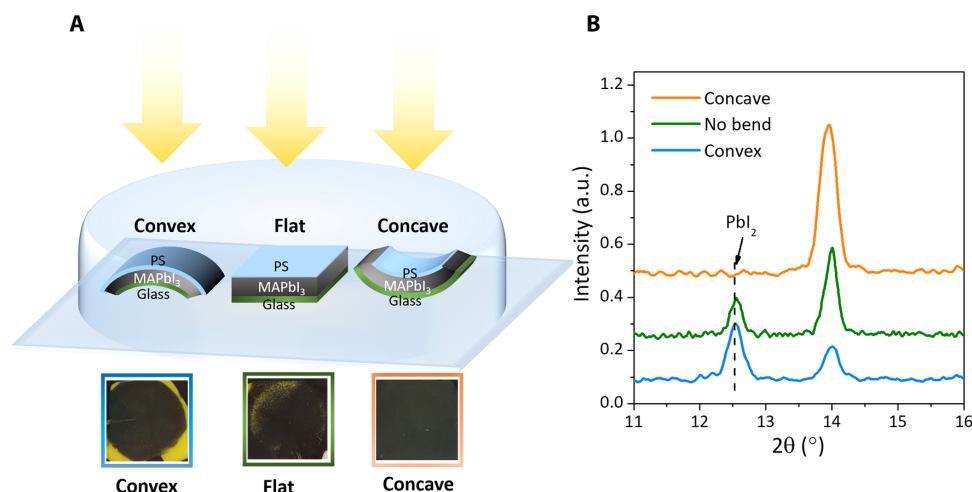 A
Convex
Flat
Concave
PS
MAPbI₃
Glass
PS
MAPbI₃
Glass
PS
MAPbI₃
Glass
Convex
Flat
Concave
B
Concave
No bend
Convex
PbI₂
Intensity (a.u.)
1.2
1.0
0.8
0.6
0.4
0.2
0.0
11 12 13 14 15 16
2θ (°)